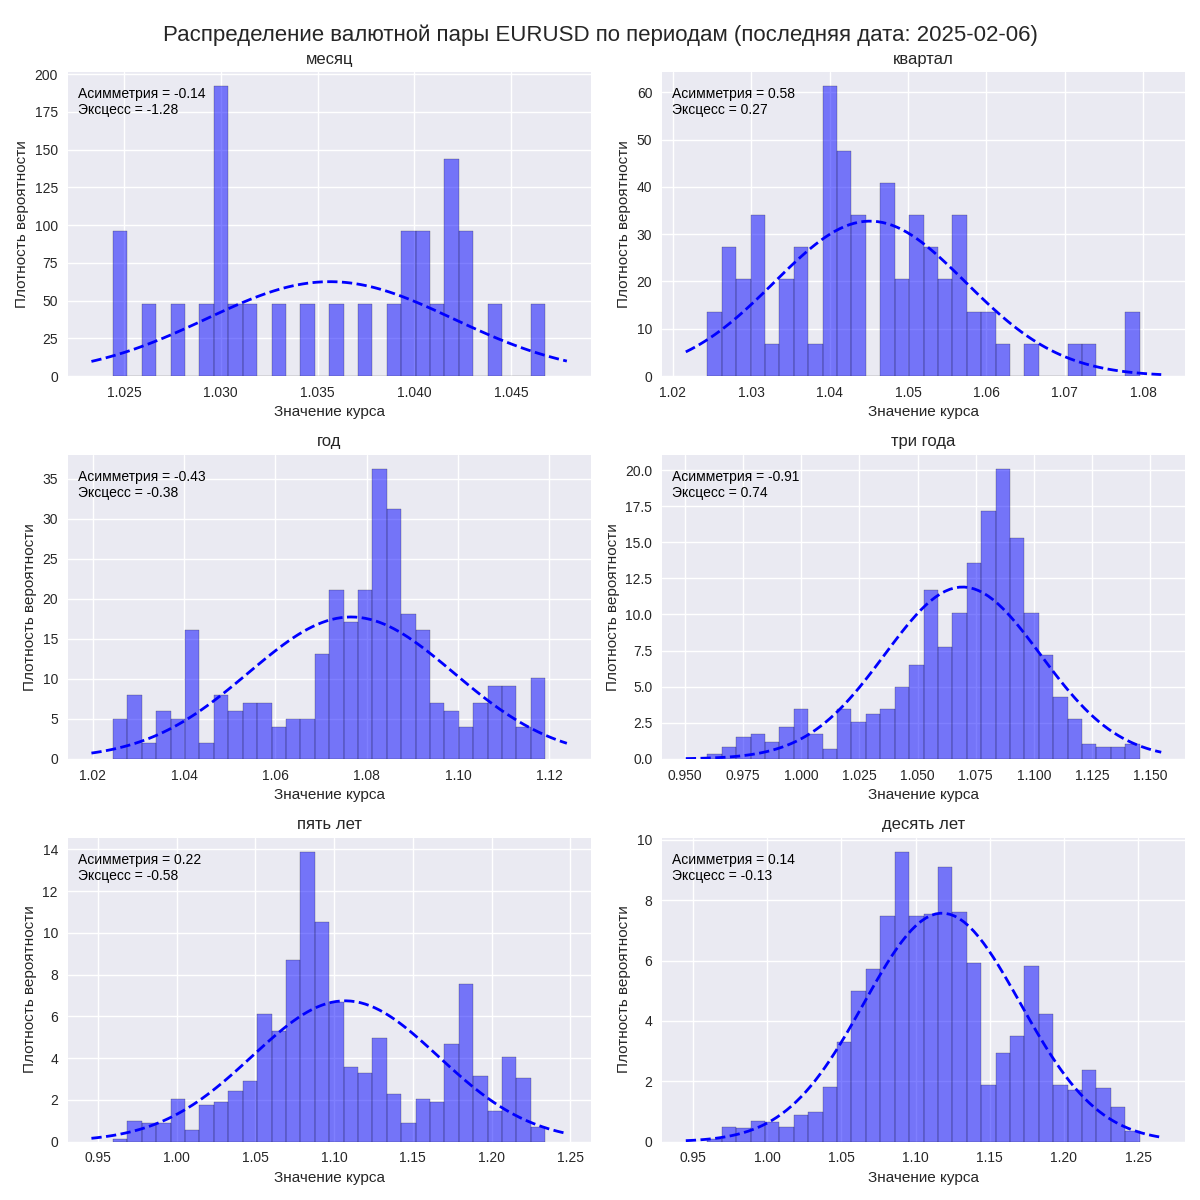 Распределение валютной пары EURUSD по периодам (последняя дата: 2025-02-06)
месяц
Асимметрия = -0.14
Эксцесс = -1.28
Плотность вероятности
200
175
150
125
100
75
50
25
0
1.025 1.030 1.035 1.040 1.045
Значение курса
квартал
Асимметрия = 0.58
Эксцесс = 0.27
Плотность вероятности
60
50
40
30
20
10
0
1.02 1.03 1.04 1.05 1.06 1.07 1.08
Значение курса
год
Асимметрия = -0.43
Эксцесс = -0.38
Плотность вероятности
35
30
25
20
15
10
5
0
1.02 1.04 1.06 1.08 1.10 1.12
Значение курса
три года
Асимметрия = -0.91
Эксцесс = 0.74
Плотность вероятности
20.0
17.5
15.0
12.5
10.0
7.5
5.0
2.5
0.0
0.950 0.975 1.000 1.025 1.050 1.075 1.100 1.125 1.150
Значение курса
пять лет
Асимметрия = 0.22
Эксцесс = -0.58
Плотность вероятности
14
12
10
8
6
4
2
0
0.95 1.00 1.05 1.10 1.15 1.20 1.25
Значение курса
десять лет
Асимметрия = 0.14
Эксцесс = -0.13
Плотность вероятности
10
8
6
4
2
0
0.95 1.00 1.05 1.10 1.15 1.20 1.25
Значение курса